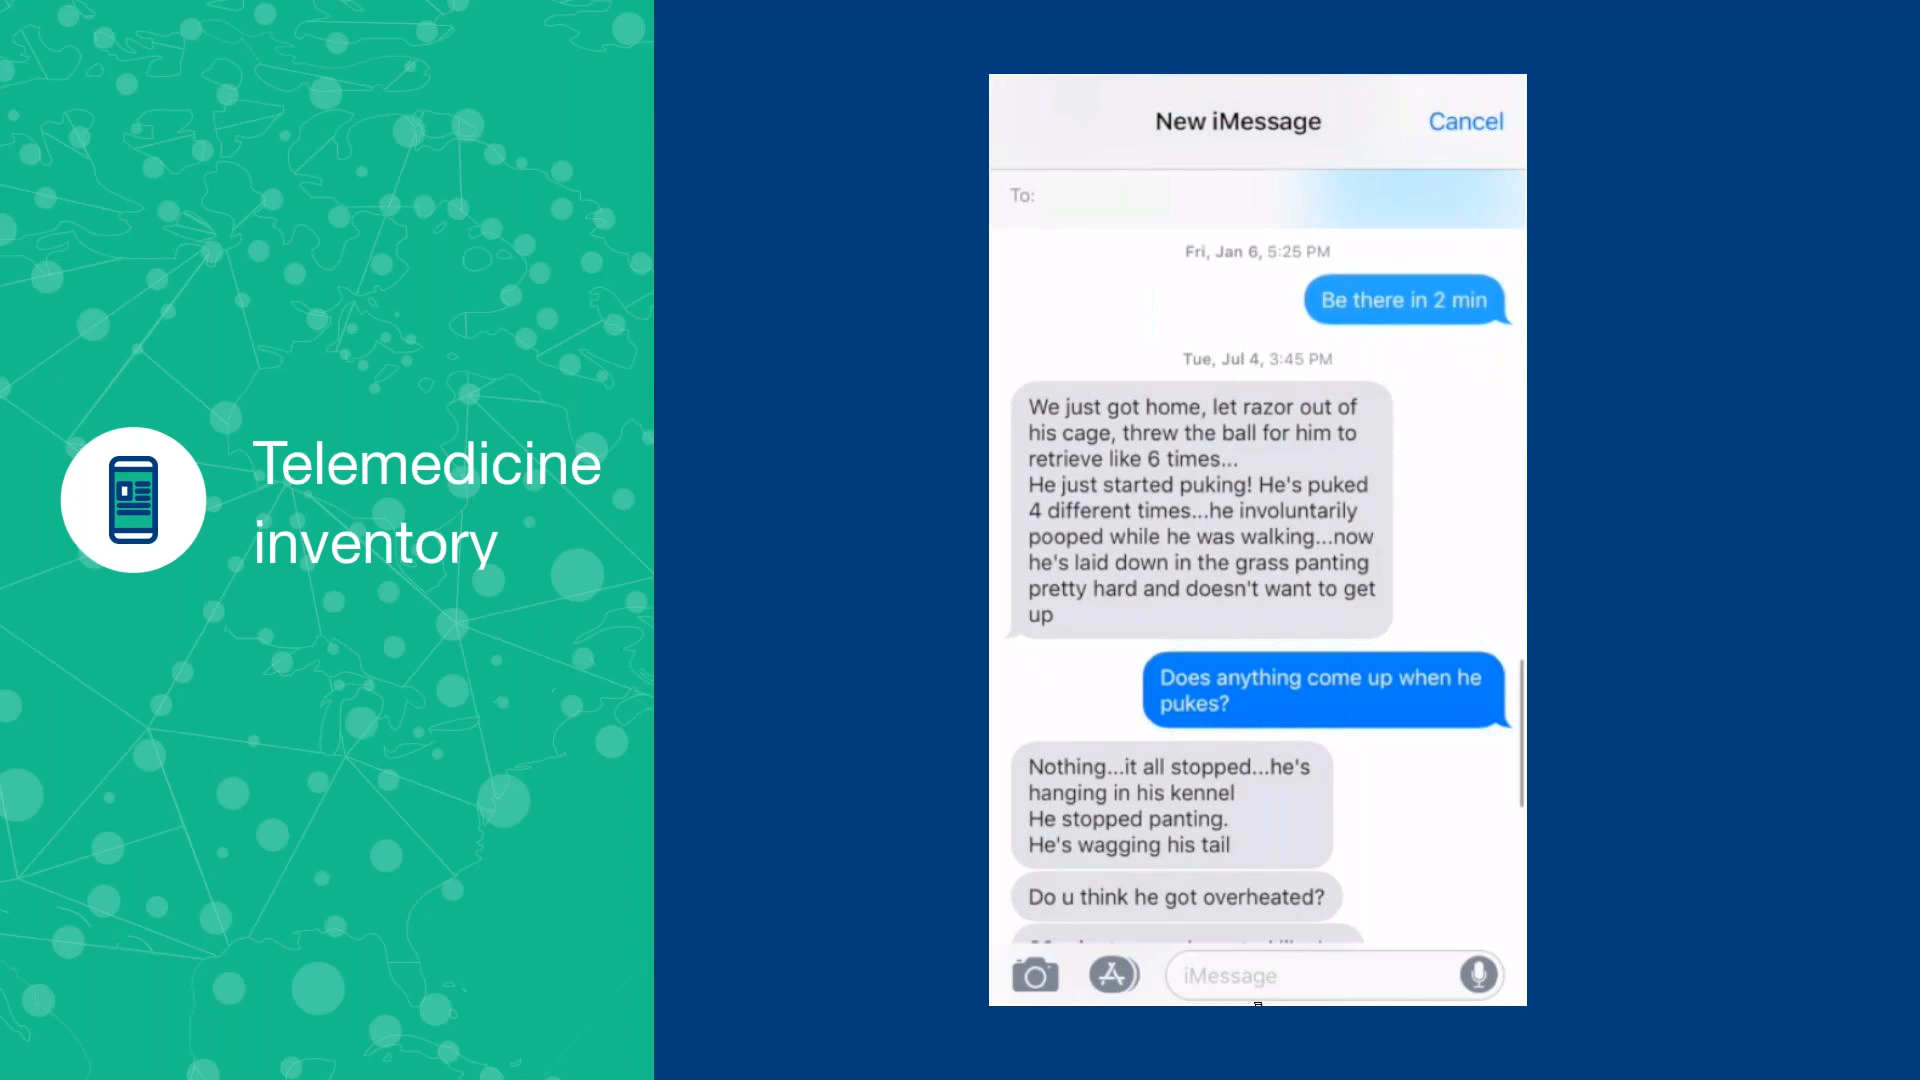 Telemedicine
inventory
New iMessage
Cancel
To:
Fri, Jan 6, 5:25 PM
Be there in 2 min
Tue, Jul 4, 3:45 PM
We just got home, let razor out of
his cage, threw the ball for him to
retrieve like 6 times...
He just started puking! He's puked
4 different times...he involuntarily
pooped while he was walking...now
he's laid down in the grass panting
pretty hard and doesn't want to get
up
Does anything come up when he
pukes?
Nothing...it all stopped...he's
hanging in his kennel
He stopped panting.
He's wagging his tail
Do u think he got overheated?
iMessage